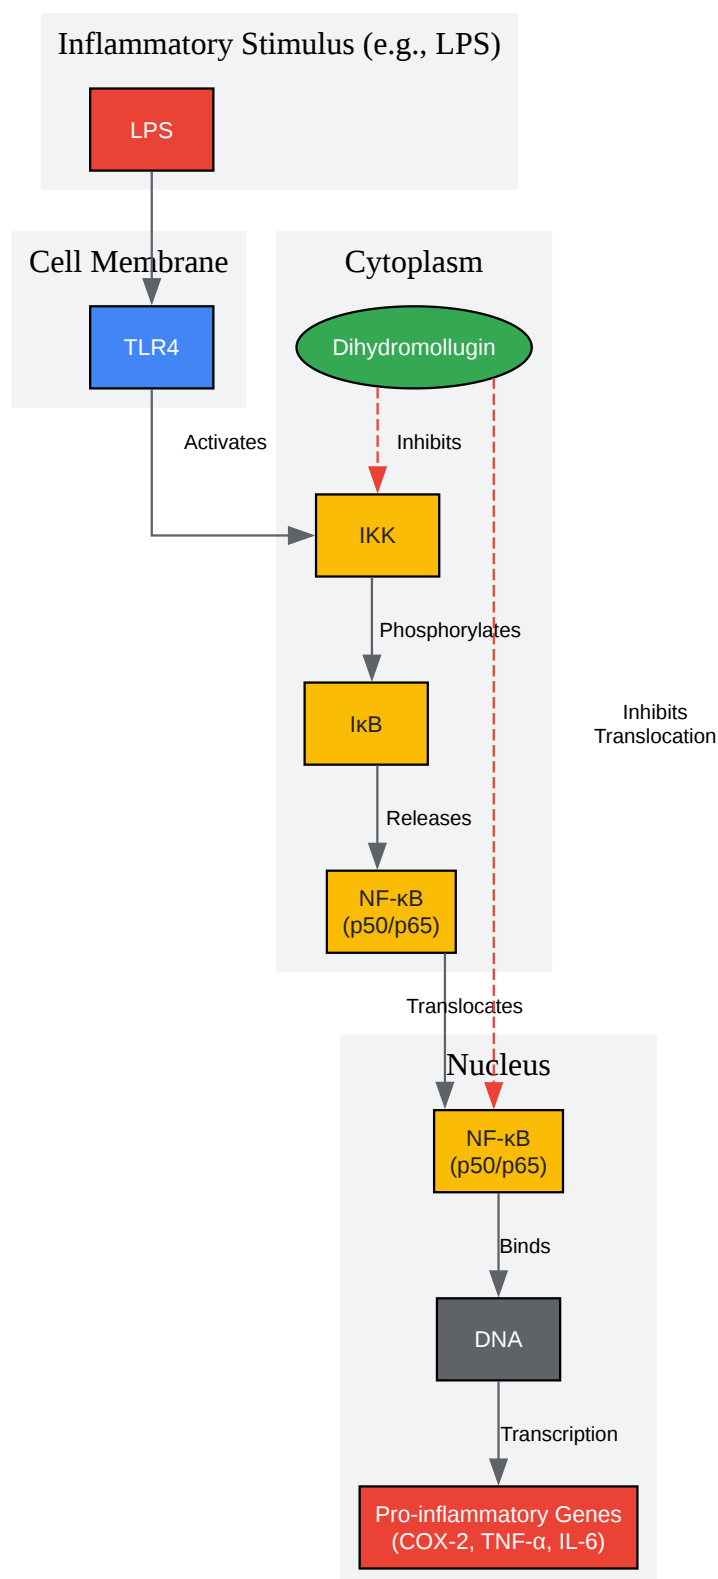 Inflammatory Stimulus (e.g., LPS)
LPS
Cell Membrane
Cytoplasm
TLR4
Dihydromollugin
Activates
Inhibits
IKK
Phosphorylates
Inhibits
Translocation
IκB
Releases
NF-κB
(p50/p65)
Translocates
Nucleus
NF-κB
(p50/p65)
Binds
DNA
Transcription
Pro-inflammatory Genes
(COX-2, TNF-α, IL-6)